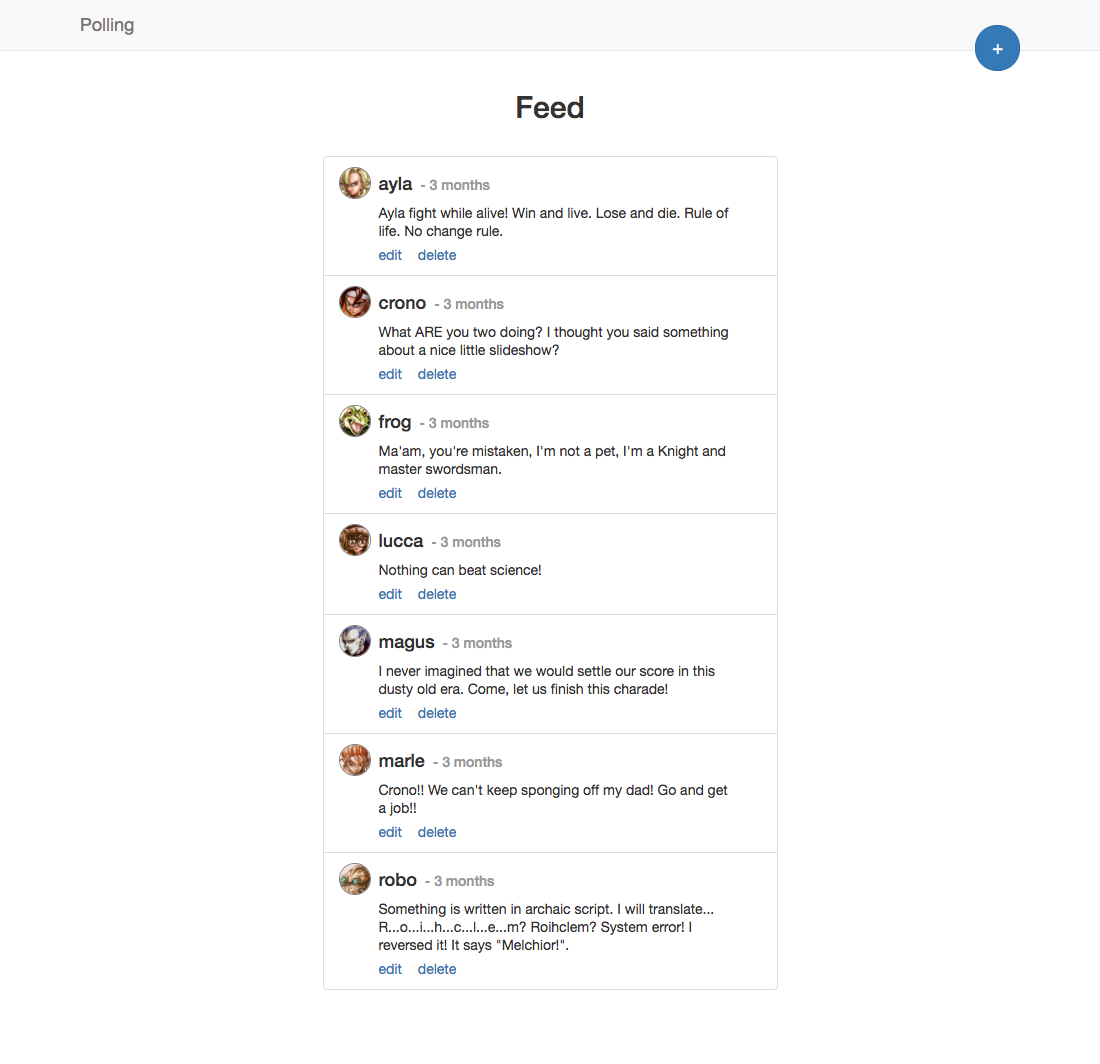 Polling
+
Feed
ayla - 3 months
Ayla fight while alive! Win and live. Lose and die. Rule of
life. No change rule.
edit delete
crono - 3 months
What ARE you two doing? I thought you said something
about a nice little slideshow?
edit delete
frog - 3 months
Ma'am, you're mistaken, I'm not a pet, I'm a Knight and
master swordsman.
edit delete
lucca - 3 months
Nothing can beat science!
edit delete
magus - 3 months
I never imagined that we would settle our score in this
dusty old era. Come, let us finish this charade!
edit delete
marle - 3 months
Crono!! We can't keep sponging off my dad! Go and get
a job!!
edit delete
robo - 3 months
Something is written in archaic script. I will translate...
R...o...i...h...c...l...e...m? Roihclem? System error! I
reversed it! It says "Melchior!".
edit delete